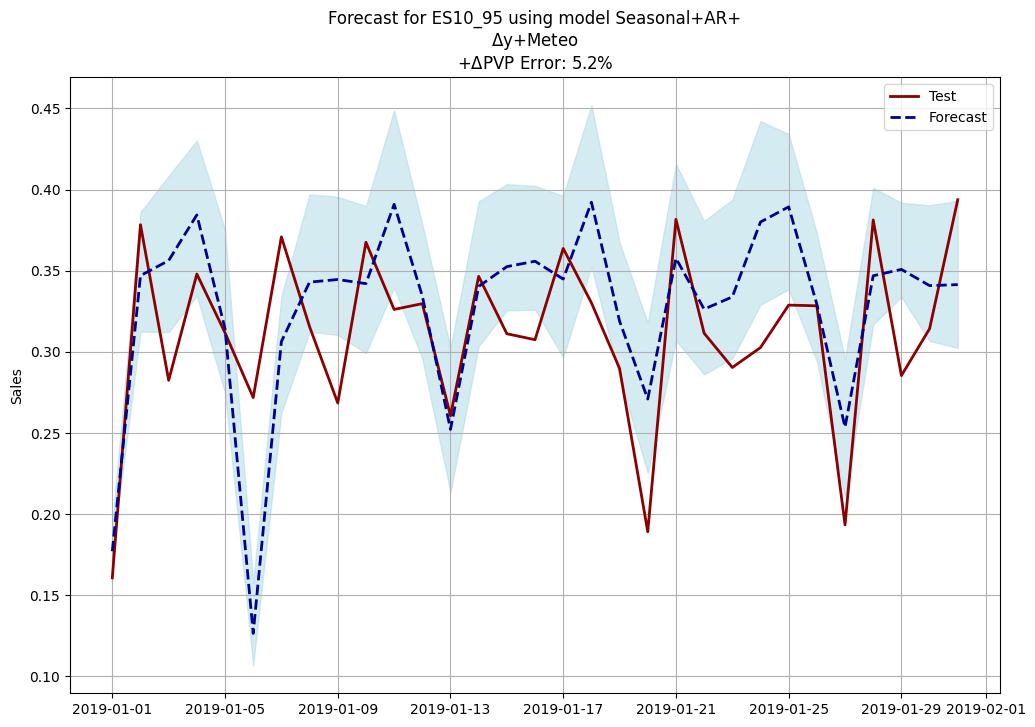 Forecast for ES10_95 using model Seasonal+AR+
Δy+Meteo
+ΔPVP Error: 5.2%
Test
Forecast
Sales
0.45
0.40
0.35
0.30
0.25
0.20
0.15
0.10
2019-01-01
2019-01-05
2019-01-09
2019-01-13
2019-01-17
2019-01-21
2019-01-25
2019-01-29
2019-02-01